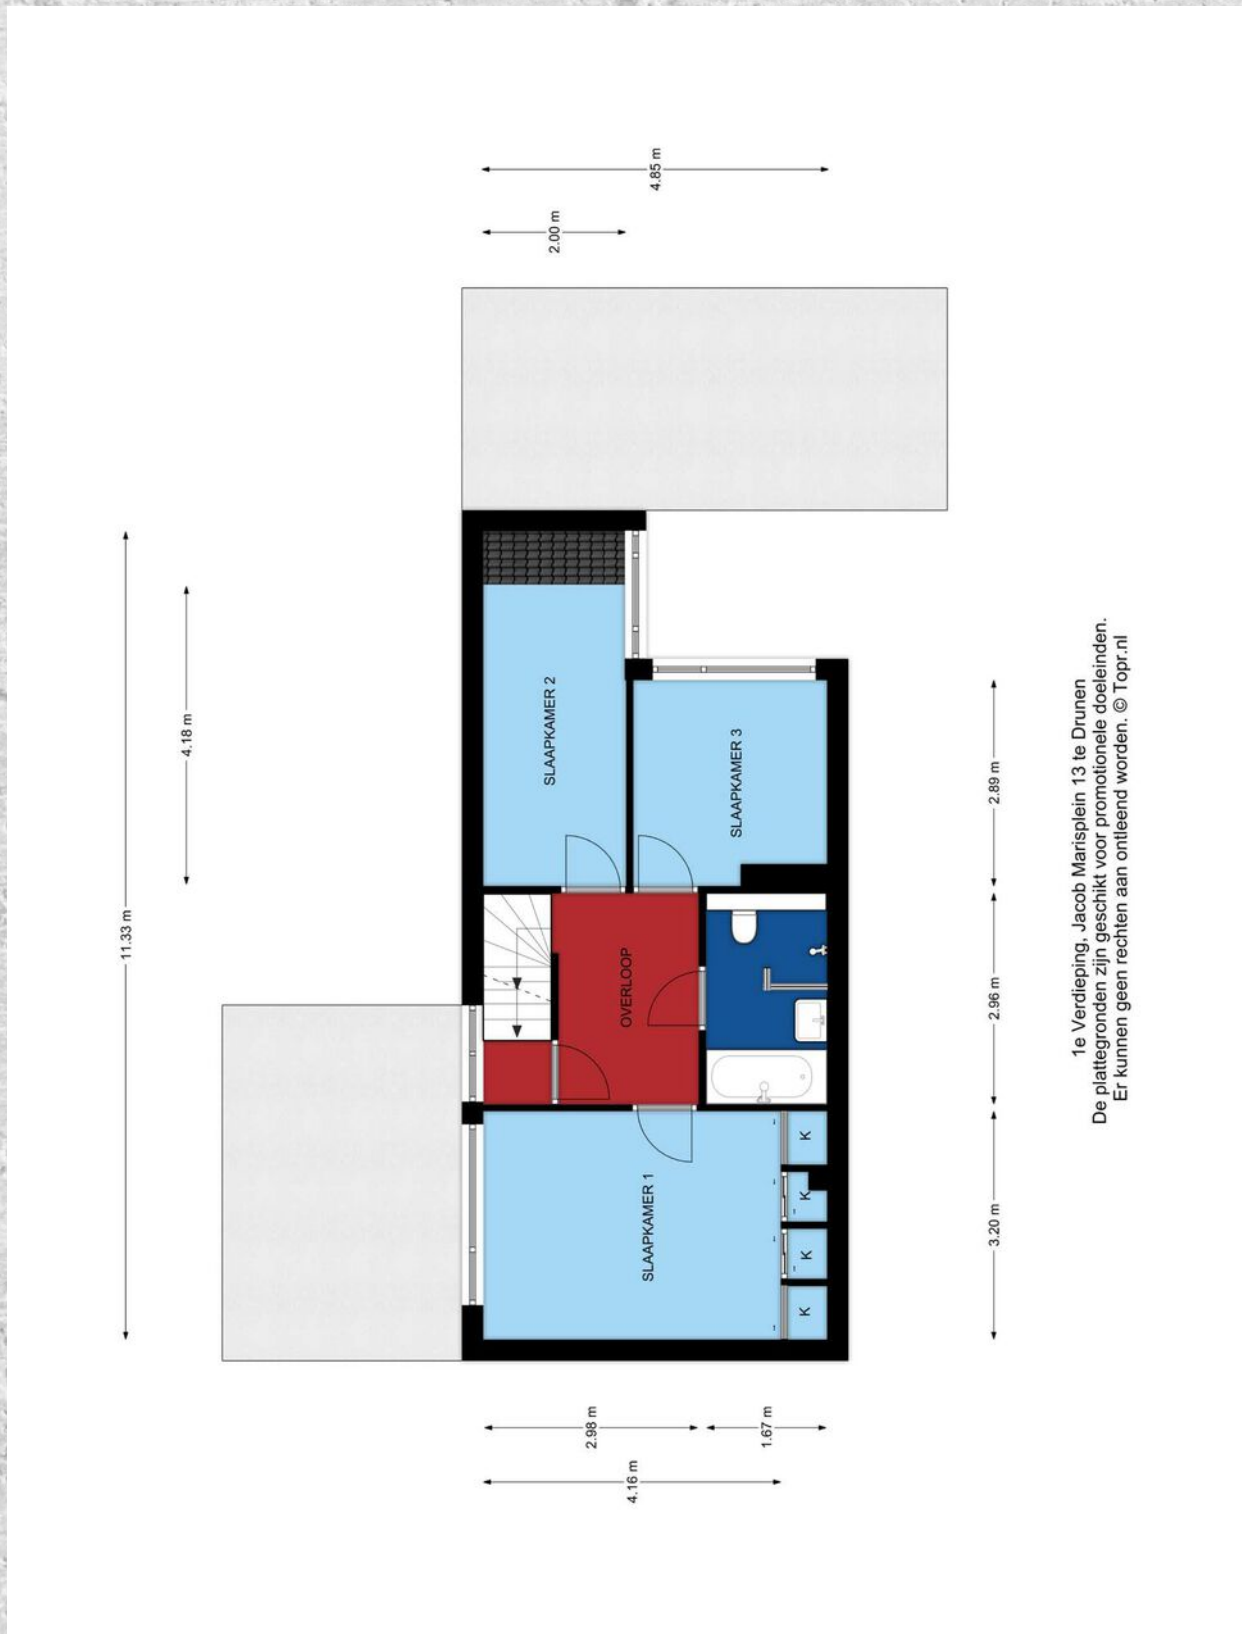 4.85 m
2.00 m
11.33 m
4.18 m
SLAAPKAMER 2
SLAAPKAMER 3
OVERLOOP
SLAAPKAMER 1
K
K
K
K
2.89 m
2.96 m
3.20 m
2.98 m
1.67 m
4.16 m
1e Verdieping, Jacob Marisplein 13 te Drunen
De plattegronden zijn geschikt voor promotionele doeleinden.
Er kunnen geen rechten aan ontleend worden. © Topr.nl